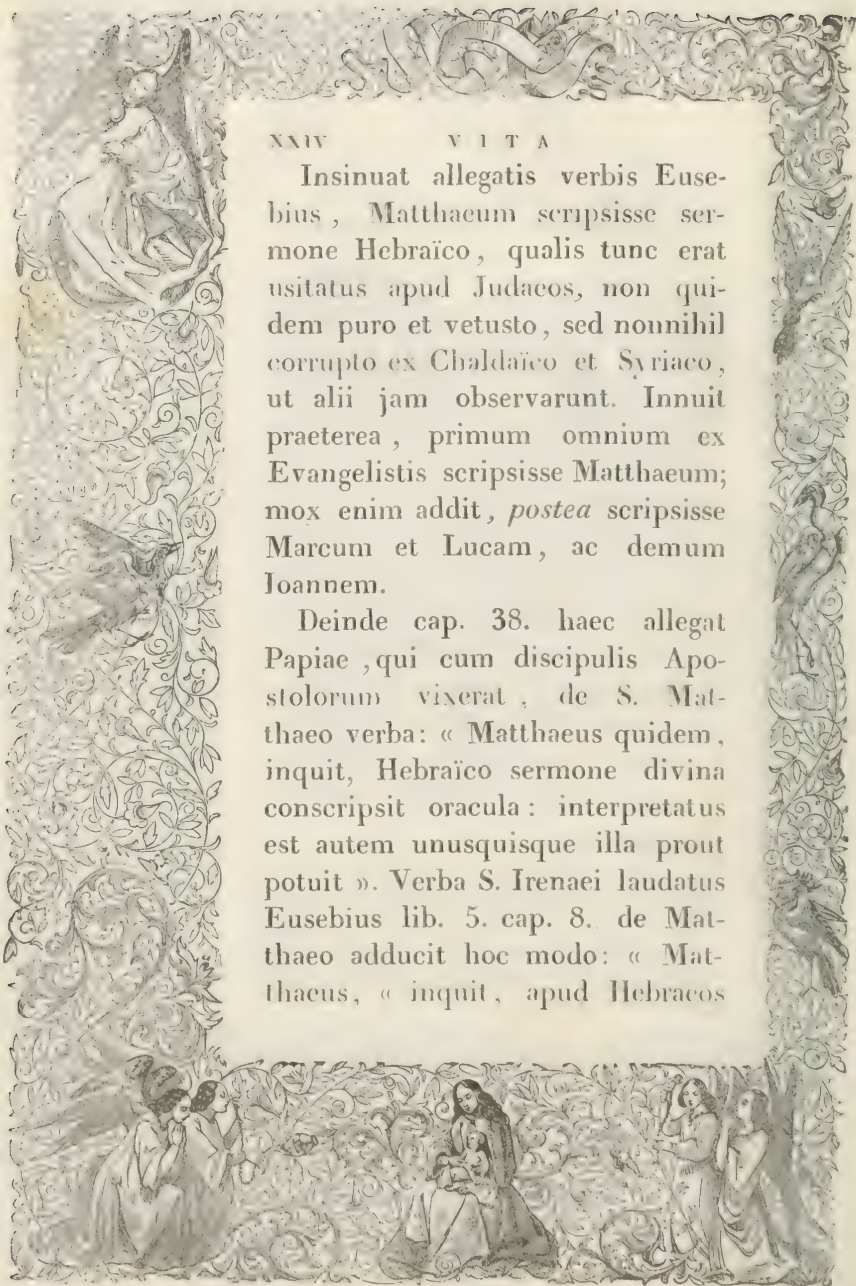 XXIV VITA
Insinuat allegatis verbis Euse-
bius, Matthaeum scripsisse ser-
mone Hebraïco, qualis tunc erat
usitatus apud Judaeos, non qui-
dem puro et vetusto, sed nonnihil
corrupto ex Chaldaïco et Syriaco,
ut alii jam observarunt. Innuit
praeterea, primum omnium ex
Evangelistis scripsisse Matthaeum;
mox enim addit, postea scripsisse
Marcum et Lucam, ac demum
Joannem.
Deinde cap. 38. haec allegat
Papiae, qui cum discipulis Apo-
stolorum vixerat, de S. Mat-
thaeo verba: « Matthaeus quidem,
inquit, Hebraïco sermone divina
conscripsit oracula: interpretatus
est autem unusquisque illa prout
potuit ». Verba S. Irenaei laudatus
Eusebius lib. 5. cap. 8. de Mat-
thaeo adducit hoc modo: « Mat-
thaeus, « inquit, apud Hebraeos